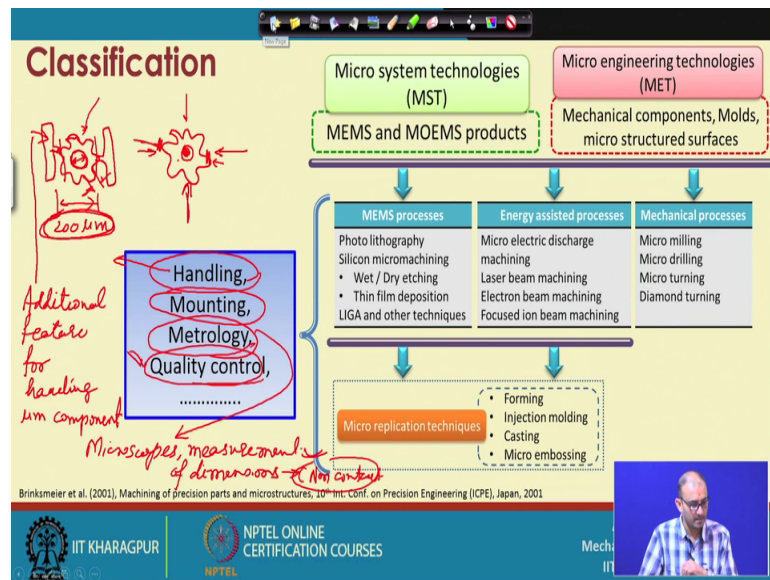 New Page
Classification
Micro system technologies
(MST)
MEMS and MOEMS products
Micro engineering technologies
(MET)
Mechanical components, Molds,
micro structured surfaces
200 μm
Additional
feature
for
handling
μm component
Handling,
Mounting,
Metrology,
Quality control,
..............
Microscopes, measurement
of dimensions → (Non contact
MEMS processes
Photo lithography
Silicon micromachining
• Wet / Dry etching
• Thin film deposition
LIGA and other techniques
Energy assisted processes
Micro electric discharge
machining
Laser beam machining
Electron beam machining
Focused ion beam machining
Mechanical processes
Micro milling
Micro drilling
Micro turning
Diamond turning
Micro replication techniques
• Forming
• Injection molding
• Casting
• Micro embossing
Brinksmeier et al. (2001), Machining of precision parts and microstructures, 10th Int. Conf. on Precision Engineering (ICPE), Japan, 2001
IIT KHARAGPUR
NPTEL
NPTEL ONLINE
CERTIFICATION COURSES
Mech
IIT